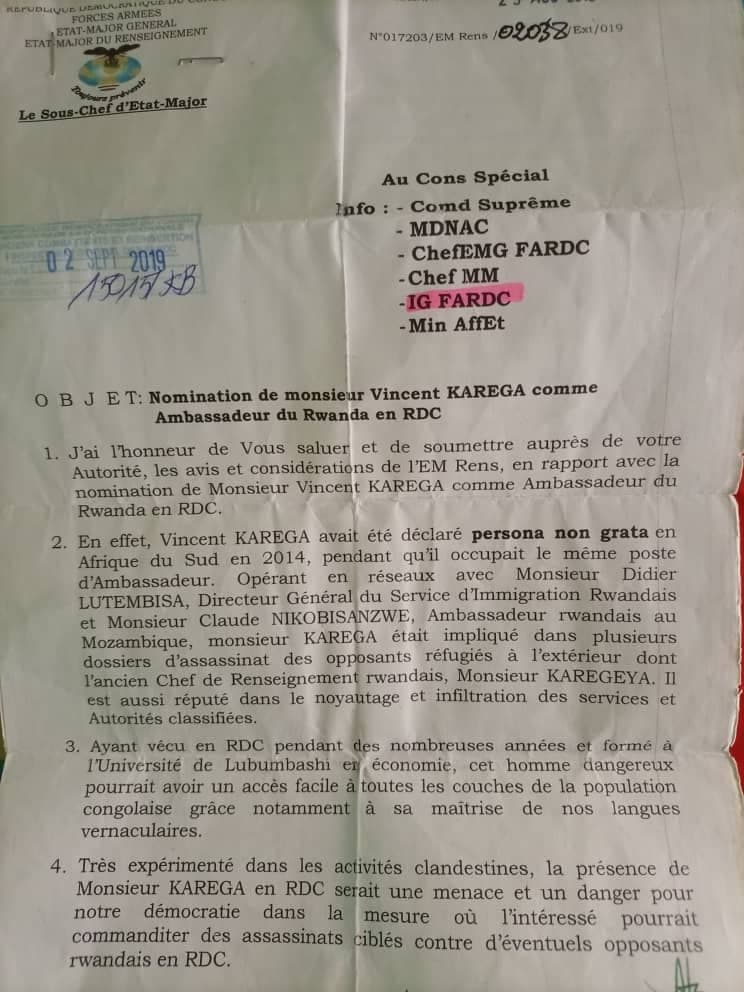 REPUBLIQUE DEMOCRATIQUE DU
FORCES ARMEES
ETAT-MAJOR GENERAL
ETAT-MAJOR DU RENSEIGNEMENT
Toujours prévenir
Le Sous-Chef d'Etat-Major
N°017203/EM Rens /02038/Ext/019
Au Cons Spécial
Info : - Comd Suprême
- MDNAC
- ChefEMG FARDC
- Chef MM
- IG FARDC
- Min AffEt
02 SEPT 2019
O B J E T: Nomination de monsieur Vincent KAREGA comme
Ambassadeur du Rwanda en RDC
1. J'ai l'honneur de Vous saluer et de soumettre auprès de votre
Autorité, les avis et considérations de l'EM Rens, en rapport avec la
nomination de Monsieur Vincent KAREGA comme Ambassadeur du
Rwanda en RDC.
2. En effet, Vincent KAREGA avait été déclaré persona non grata en
Afrique du Sud en 2014, pendant qu'il occupait le même poste
d'Ambassadeur. Opérant en réseaux avec Monsieur Didier
LUTEMBISA, Directeur Général du Service d'Immigration Rwandais
et Monsieur Claude NIKOBISANZWE, Ambassadeur rwandais au
Mozambique, monsieur KAREGA était impliqué dans plusieurs
dossiers d'assassinat des opposants réfugiés à l'extérieur dont
l'ancien Chef de Renseignement rwandais, Monsieur KAREGEYA. Il
est aussi réputé dans le noyautage et infiltration des services et
Autorités classifiées.
3. Ayant vécu en RDC pendant des nombreuses années et formé à
l'Université de Lubumbashi en économie, cet homme dangereux
pourrait avoir un accès facile à toutes les couches de la population
congolaise grâce notamment à sa maîtrise de nos langues
vernaculaires.
4. Très expérimenté dans les activités clandestines, la présence de
Monsieur KAREGA en RDC serait une menace et un danger pour
notre démocratie dans la mesure où l'intéressé pourrait
commanditer des assassinats ciblés contre d'éventuels opposants
rwandais en RDC.